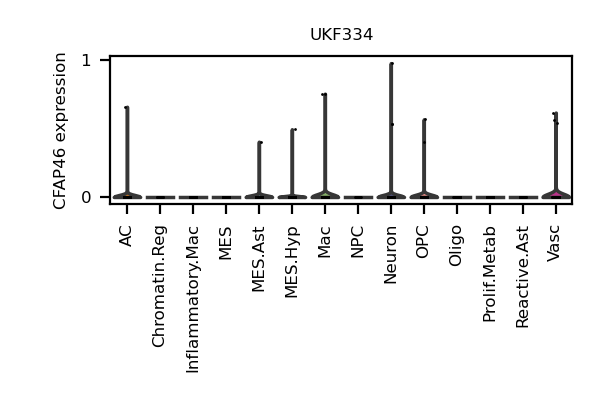 UKF334
CFAP46 expression
1
0
AC
Chromatin.Reg
Inflammatory.Mac
MES
MES.Ast
MES.Hyp
Mac
NPC
Neuron
OPC
Oligo
Prolif.Metab
Reactive.Ast
Vasc